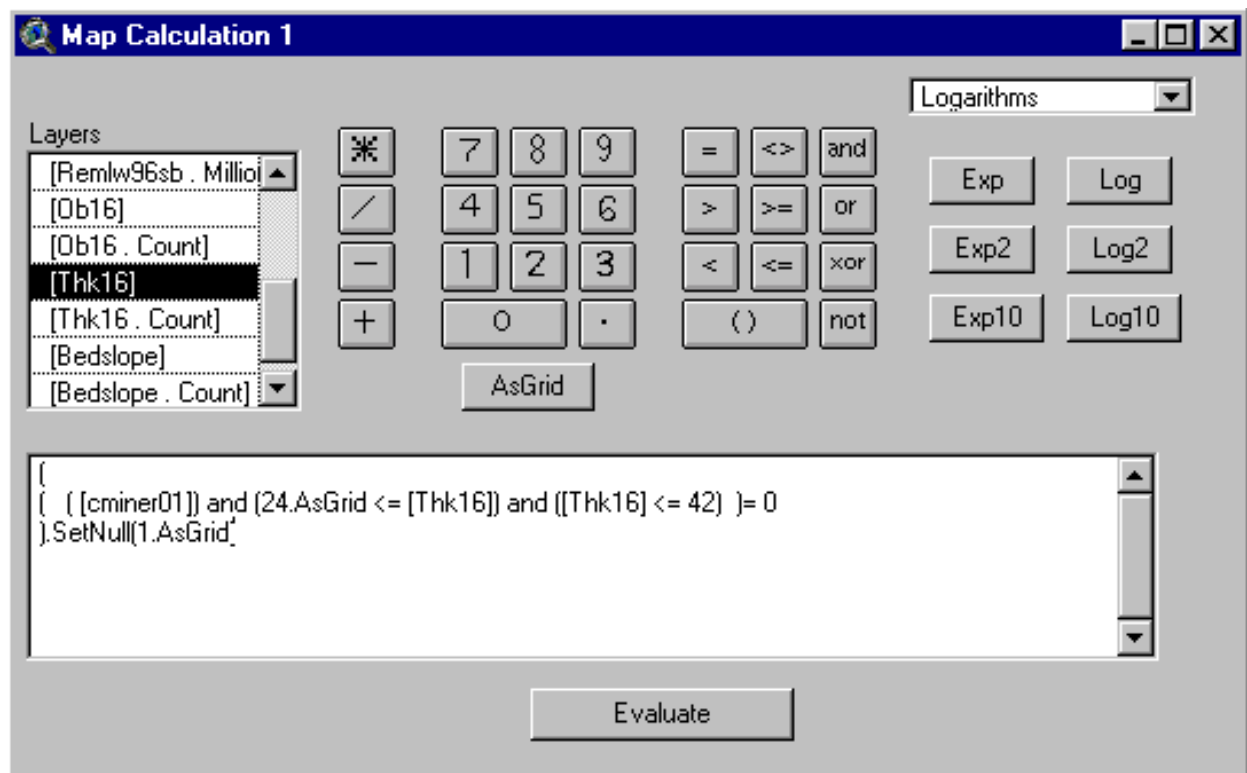 Map Calculation 1
Logarithms
Layers
[Remlw96sb . Millio
[Ob16]
[Ob16 . Count]
[Thk16]
[Thk16 . Count]
[Bedslope]
[Bedslope . Count]
* 7 8 9 = <> and
/ 4 5 6 > >= or
- 1 2 3 < <= xor
+ 0 . ( ) not
AsGrid
Exp Log
Exp2 Log2
Exp10 Log10
(
( ( [cminer01]) and (24.AsGrid <= [Thk16]) and ([Thk16] <= 42) )= 0
).SetNull(1.AsGrid
Evaluate